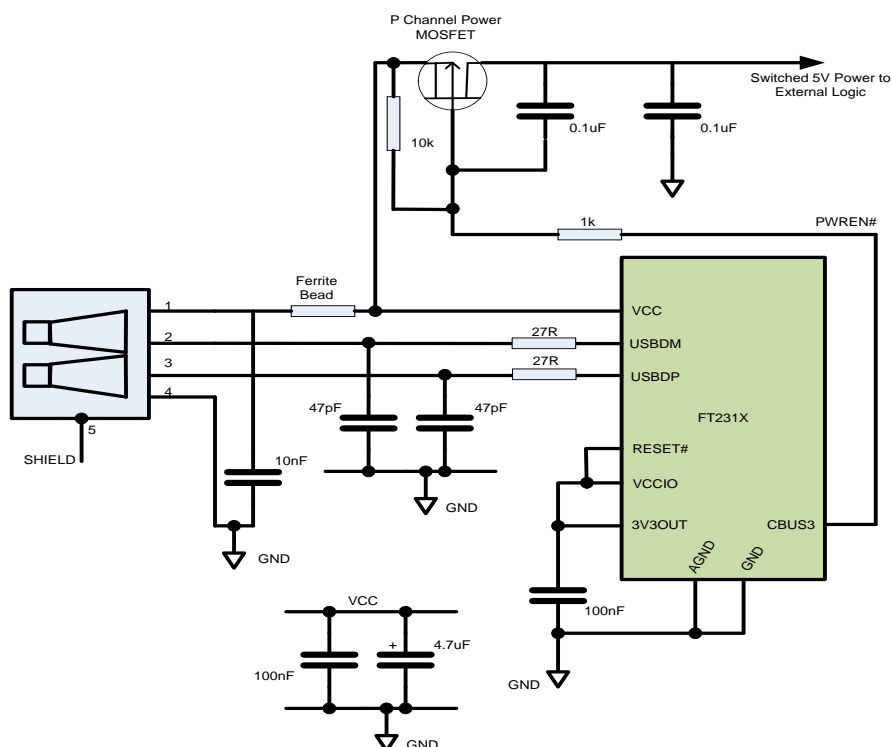 P Channel Power
MOSFET
Switched 5V Power to
External Logic
0.1uF
0.1uF
10k
1k
PWREN#
Ferrite
Bead
1
VCC
2
27R
USBDM
3
27R
USBDP
4
47pF
47pF
FT231X
5
SHIELD
10nF
RESET#
VCCIO
GND
3V3OUT
CBUS3
GND
AGND
GND
100nF
VCC
+
4.7uF
100nF
GND
GND